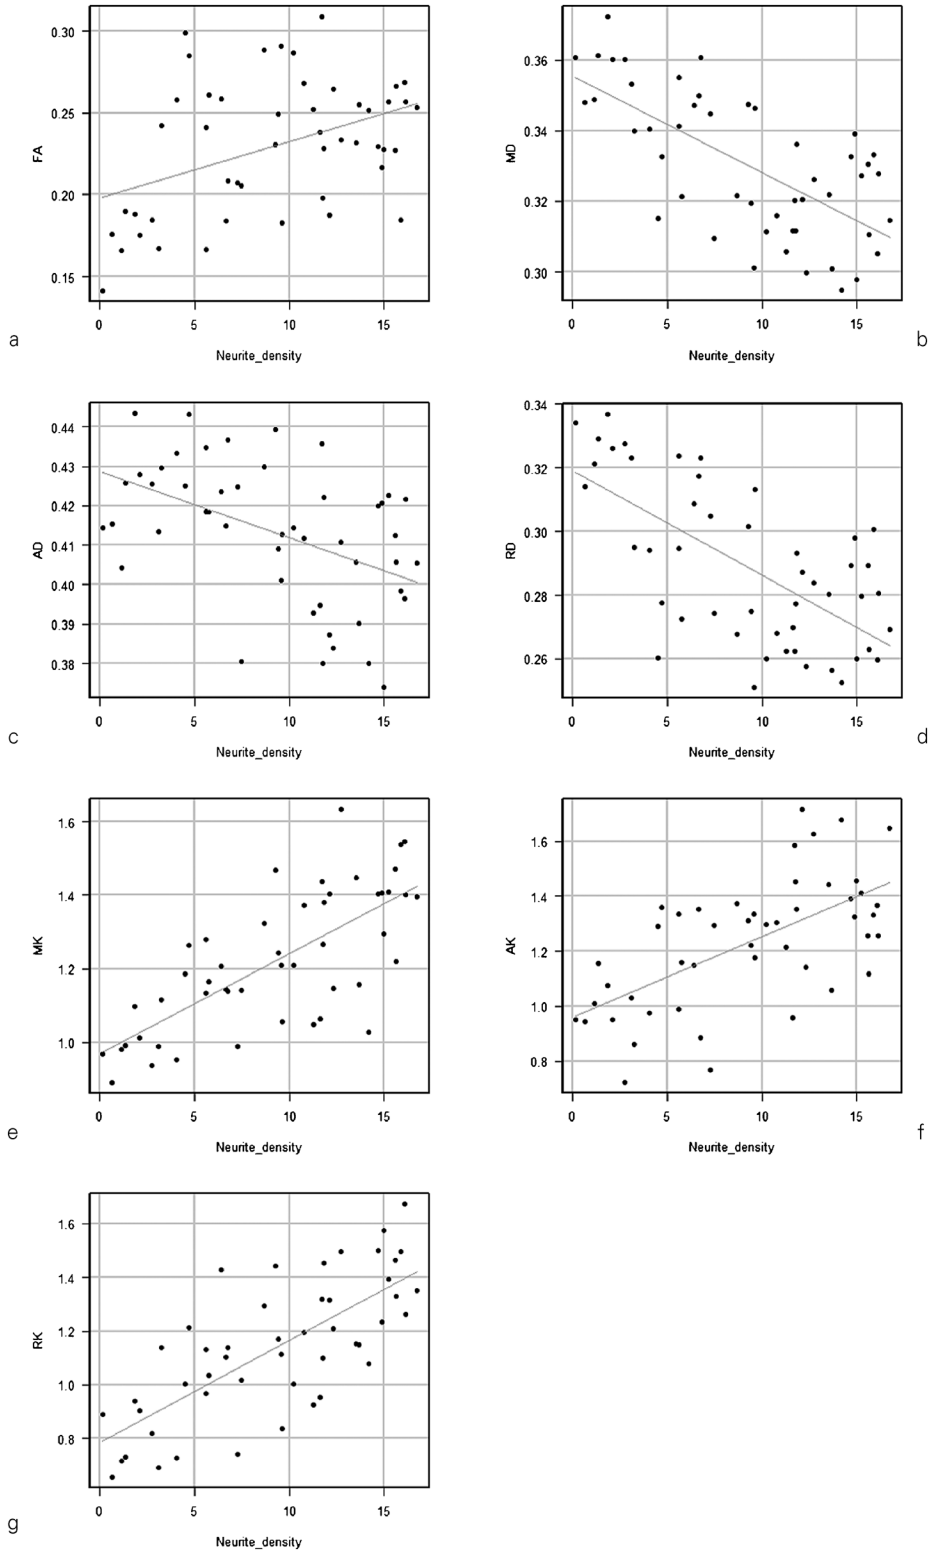 0.30
0.25
FA
0.20
0.15
0 5 10 15
Neurite_density
a
0.36
0.34
MD
0.32
0.30
0 5 10 15
Neurite_density
b
0.44
0.43
0.42
0.41
AD
0.40
0.39
0.38
0 5 10 15
Neurite_density
c
0.34
0.32
0.30
RD
0.28
0.26
0 5 10 15
Neurite_density
d
1.6
1.4
MK
1.2
1.0
0 5 10 15
Neurite_density
e
1.6
1.4
AK
1.2
1.0
0.8
0 5 10 15
Neurite_density
f
1.6
1.4
1.2
RK
1.0
0.8
0 5 10 15
Neurite_density
g